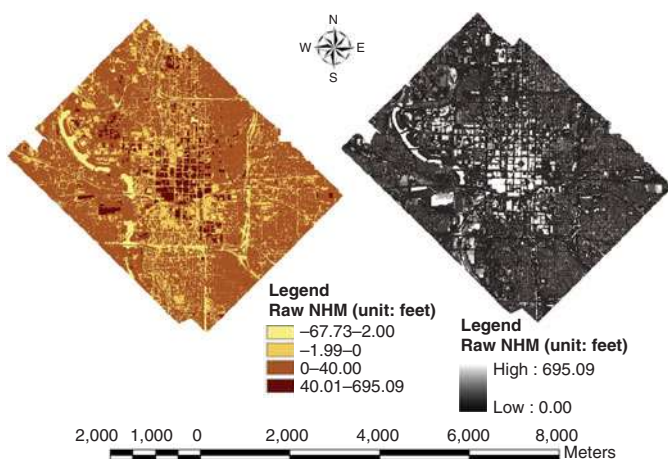 N
W E
S
Legend
Raw NHM (unit: feet)
–67.73–2.00
–1.99–0
0–40.00
40.01–695.09
Legend
Raw NHM (unit: feet)
High : 695.09
Low : 0.00
2,000 1,000 0 2,000 4,000 6,000 8,000
Meters